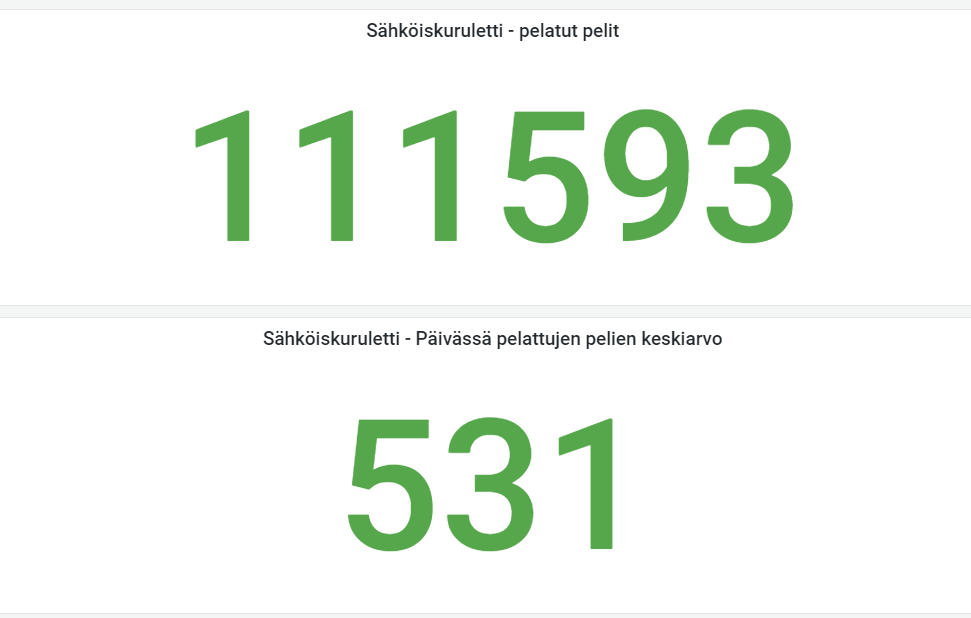 Sähköiskuruletti - pelatut pelit
111593
Sähköiskuruletti - Päivässä pelattujen pelien keskiarvo
531